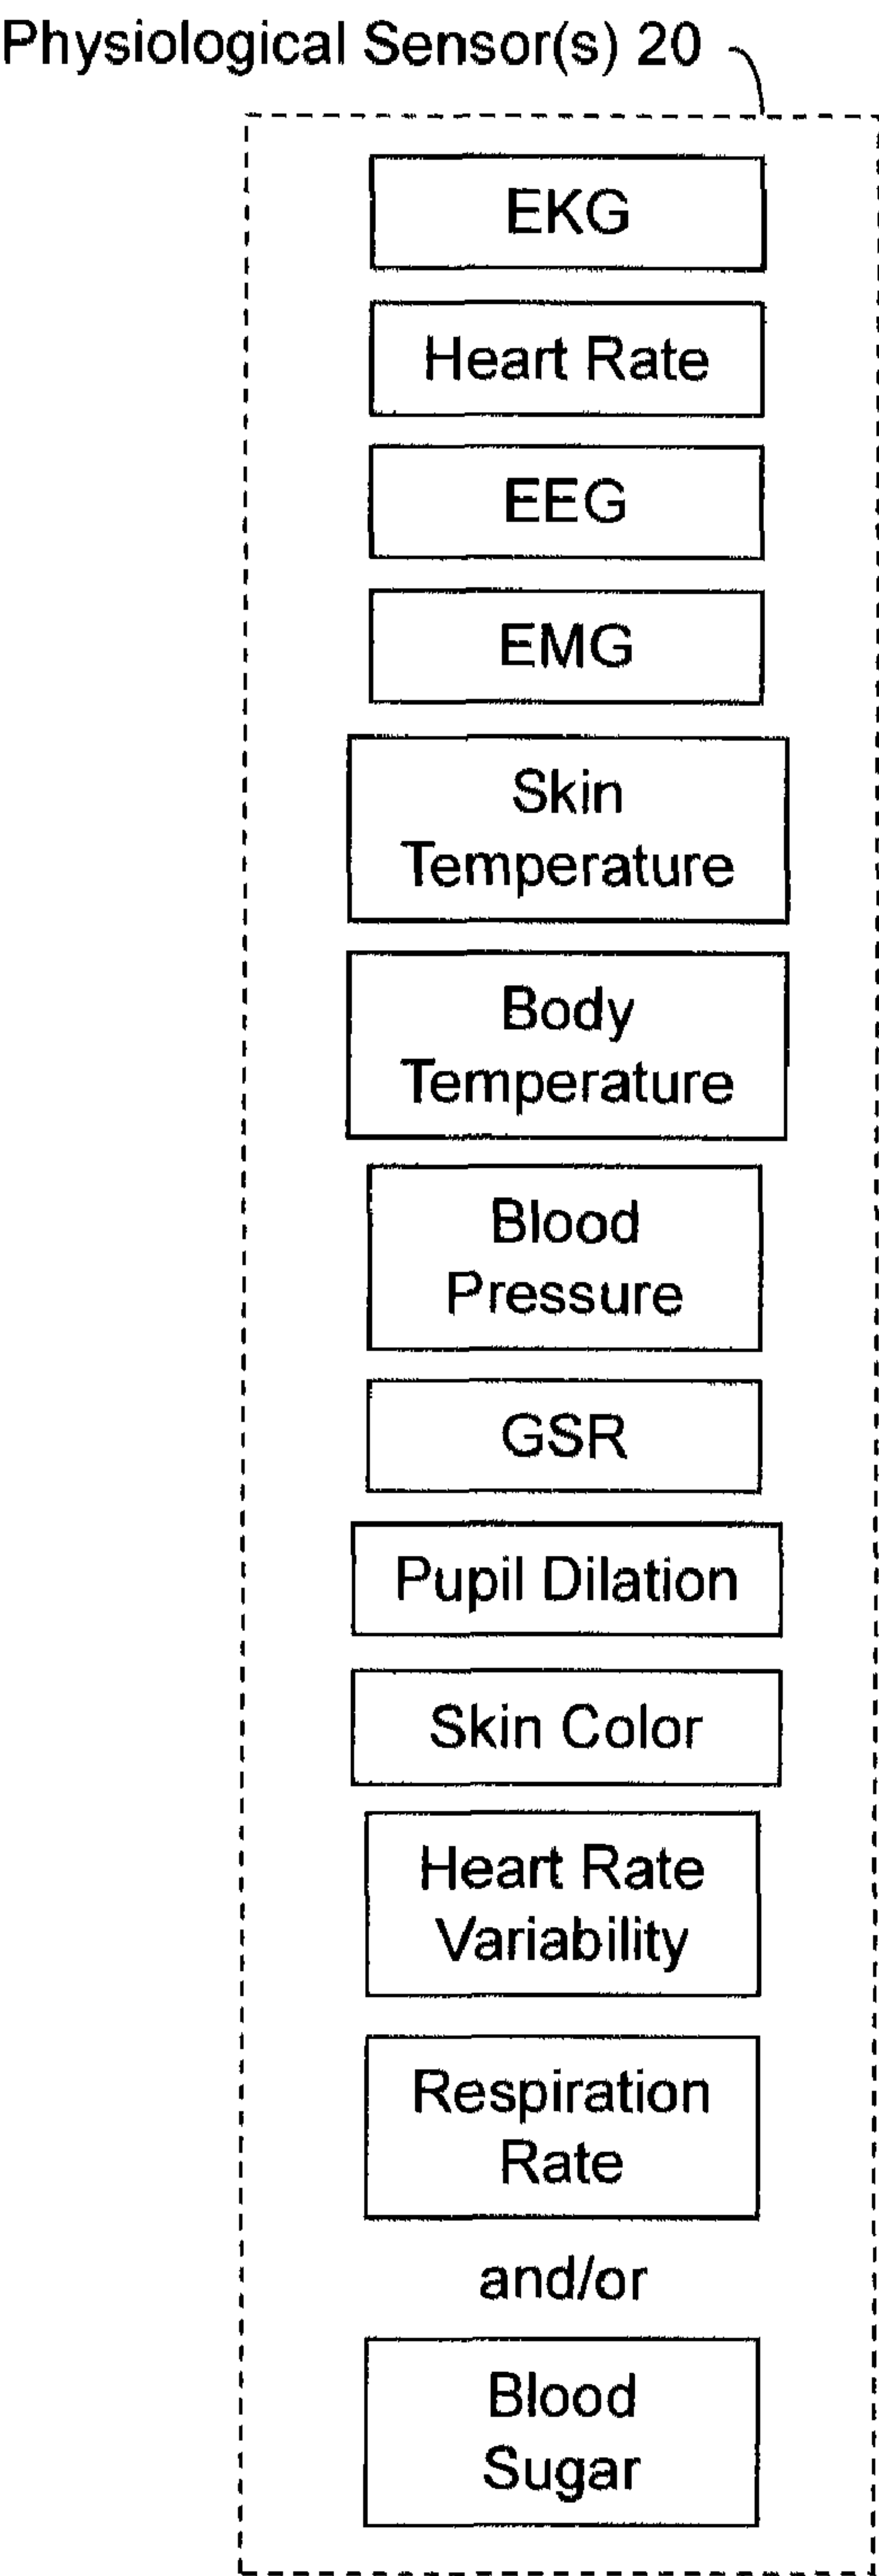 Physiological Sensor(s) 20
EKG
Heart Rate
EEG
EMG
Skin
Temperature
Body
Temperature
Blood
Pressure
GSR
Pupil Dilation
Skin Color
Heart Rate
Variability
Respiration
Rate
and/or
Blood
Sugar